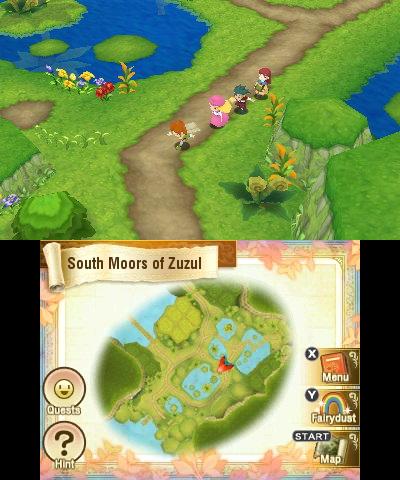 South Moors of Zuzul
X
Menu
Quests
Y
Fairydust
?
Hint
START
Map